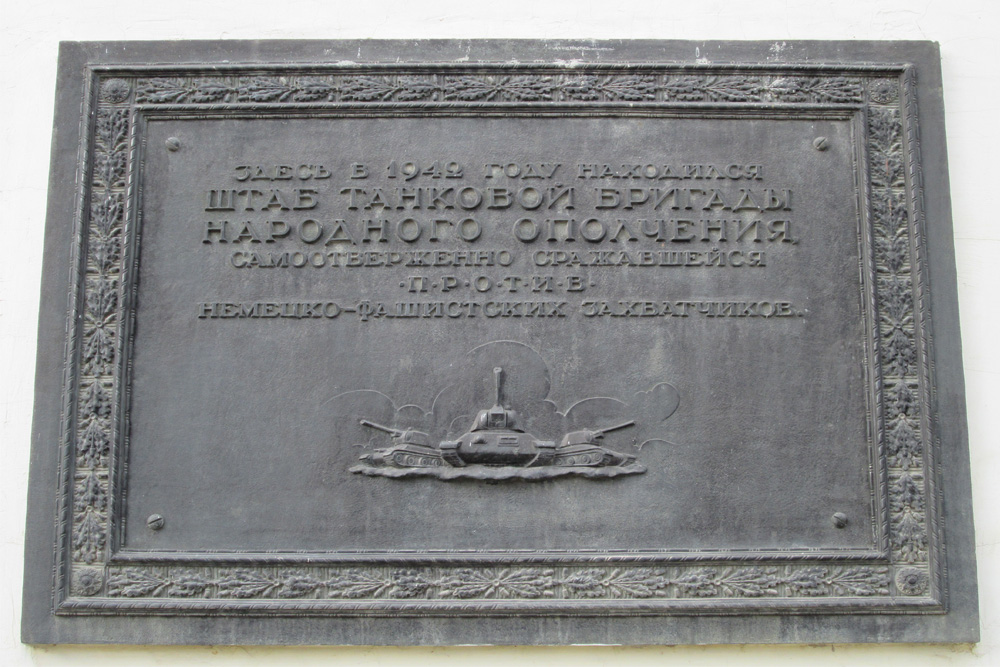 ЗДЕСЬ В 1942 ГОДУ НАХОДИЛСЯ
ШТАБ ТАНКОВОЙ БРИГАДЫ
НАРОДНОГО ОПОЛЧЕНИЯ,
САМООТВЕРЖЕННО СРАЖАВШЕЙСЯ
·П·Р·О·Т·И·В·
НЕМЕЦКО-ФАШИСТСКИХ ЗАХВАТЧИКОВ.